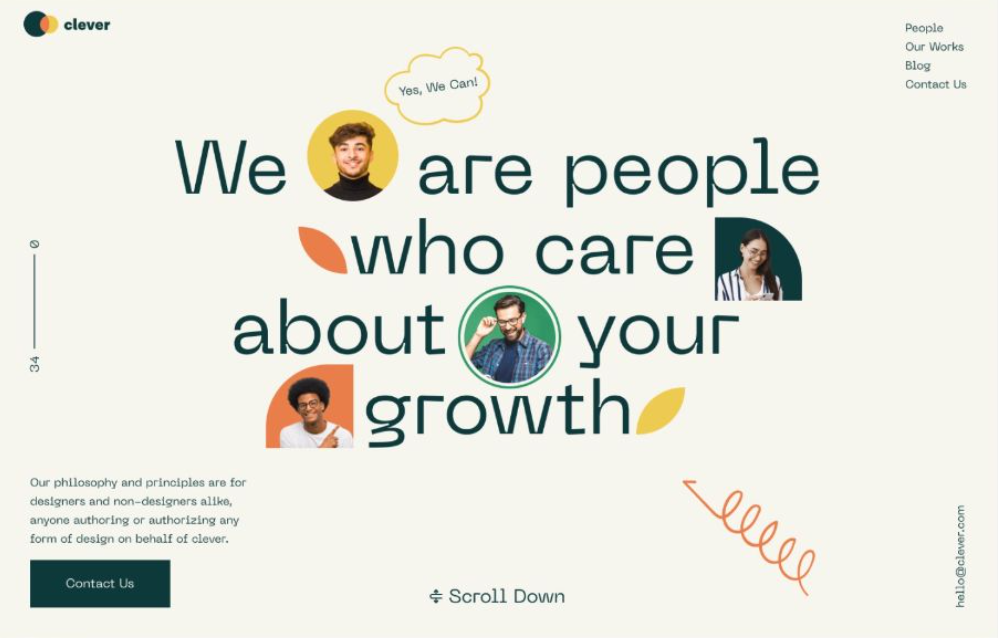 clever
People
Our Works
Blog
Contact Us
Yes, We Can!
We are people
who care
about your
growth
0
34
Our philosophy and principles are for
designers and non-designers alike,
anyone authoring or authorizing any
form of design on behalf of clever.
Contact Us
Scroll Down
hello@clever.com